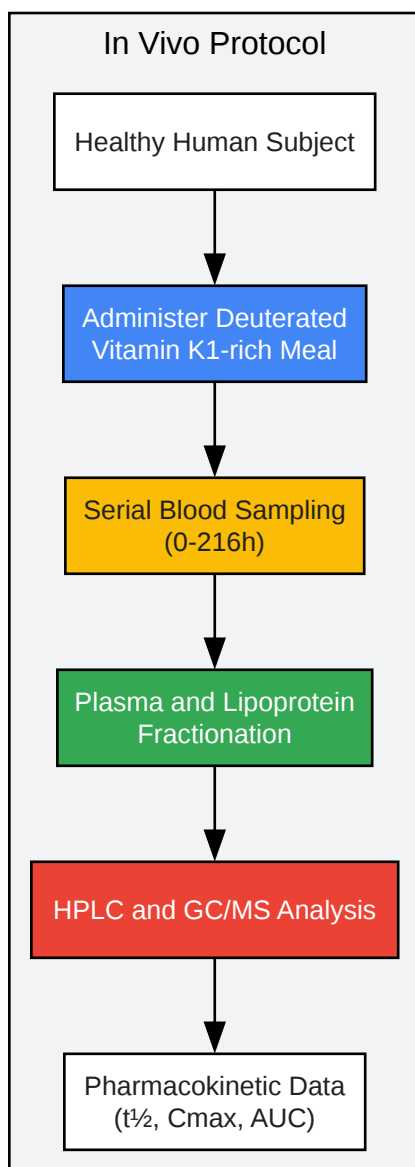 In Vivo Protocol
Healthy Human Subject
Administer Deuterated
Vitamin K1-rich Meal
Serial Blood Sampling
(0-216h)
Plasma and Lipoprotein
Fractionation
HPLC and GC/MS Analysis
Pharmacokinetic Data
(t½, Cmax, AUC)